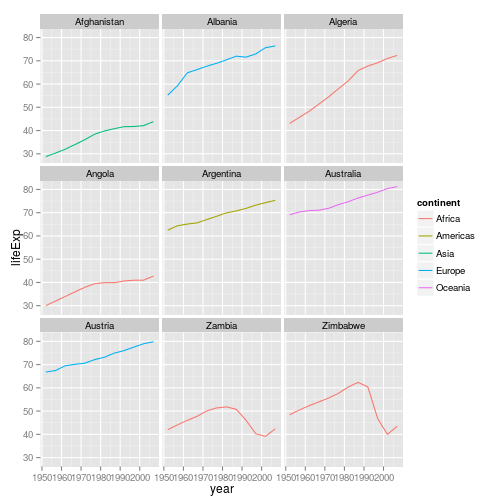 Afghanistan Albania Algeria
80
70
60
50
40
30
Angola Argentina Australia
80
70
60
50
40
30
Austria Zambia Zimbabwe
80
70
60
50
40
30
1950 1960 1970 1980 1990 2000 1950 1960 1970 1980 1990 2000 1950 1960 1970 1980 1990 2000
year
lifeExp
continent
Africa
Americas
Asia
Europe
Oceania